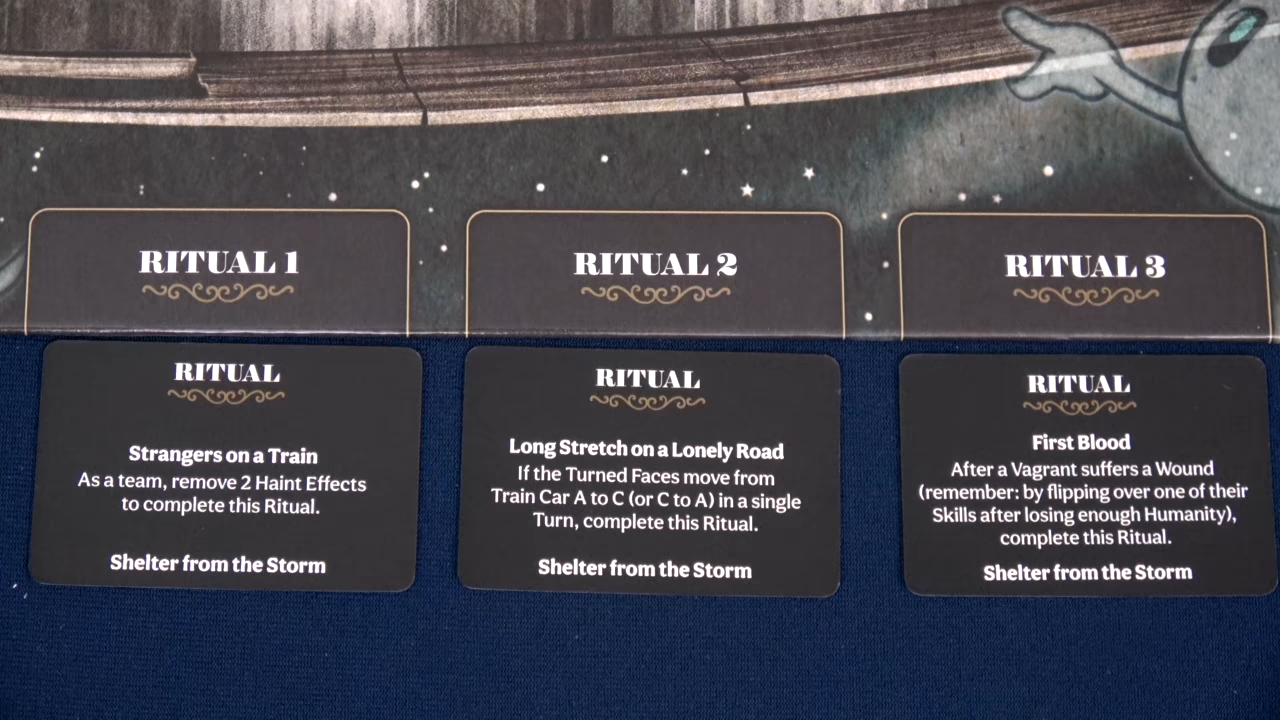 RITUAL 1
RITUAL 2
RITUAL 3
RITUAL
Strangers on a Train
As a team, remove 2 Haint Effects
to complete this Ritual.
Shelter from the Storm
RITUAL
Long Stretch on a Lonely Road
If the Turned Faces move from
Train Car A to C (or C to A) in a single
Turn, complete this Ritual.
Shelter from the Storm
RITUAL
First Blood
After a Vagrant suffers a Wound
(remember: by flipping over one of their
Skills after losing enough Humanity),
complete this Ritual.
Shelter from the Storm